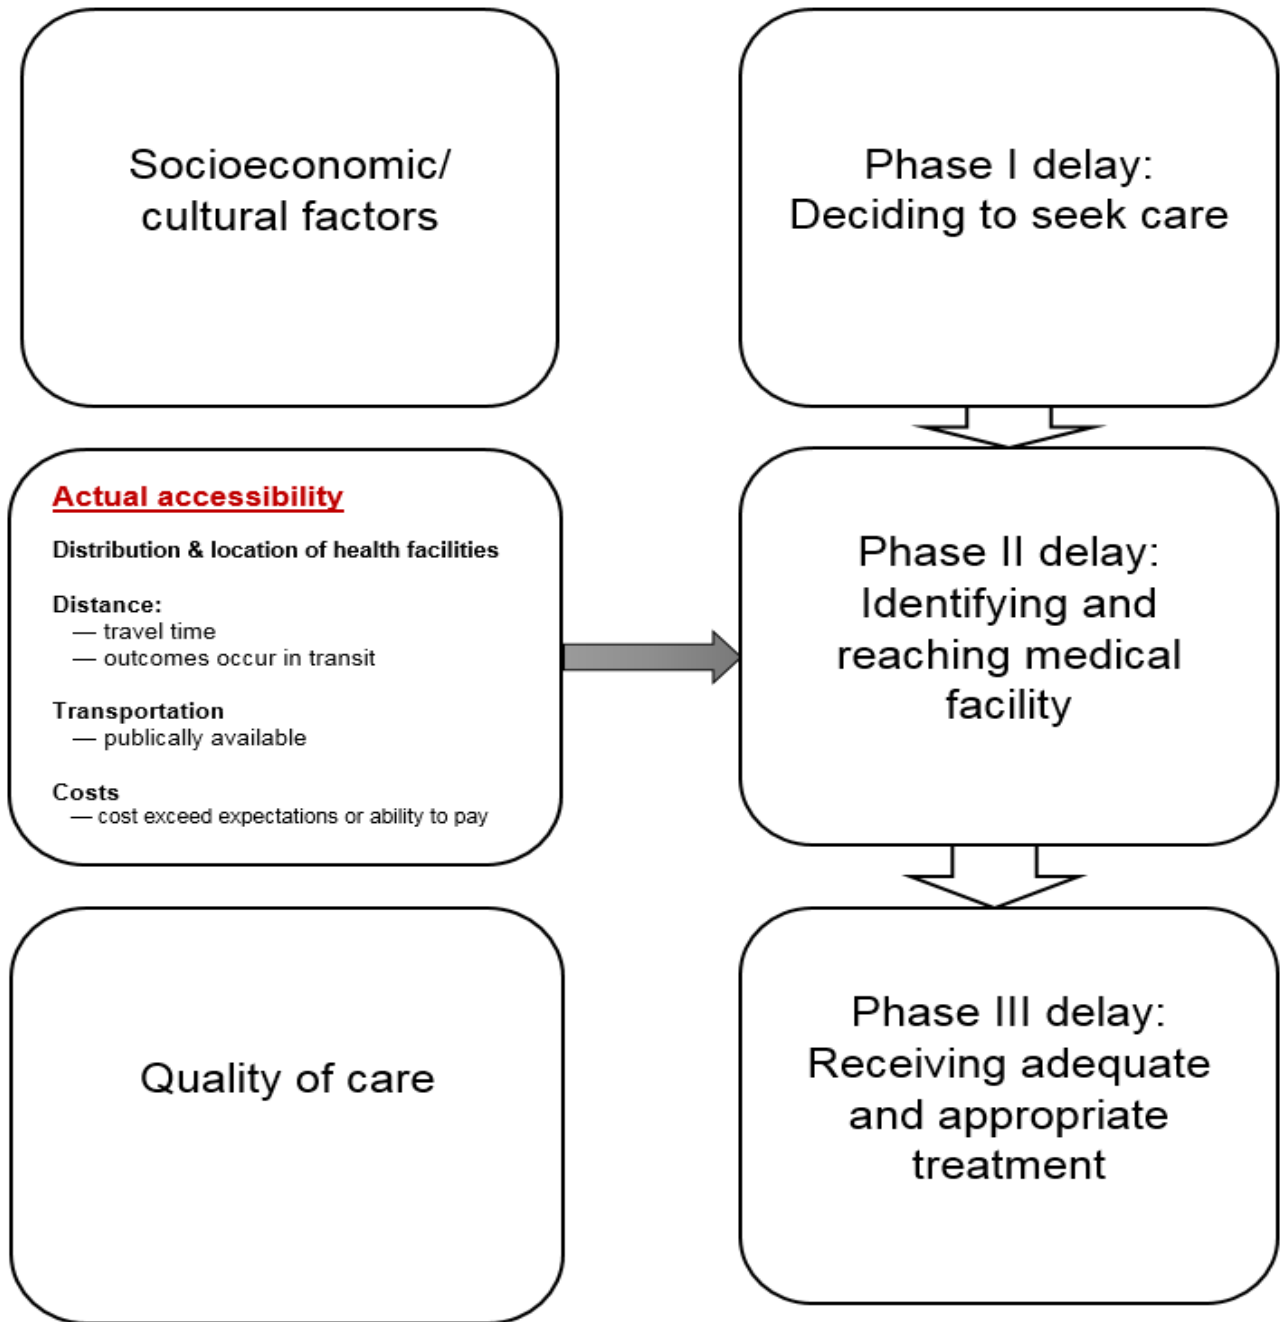 Socioeconomic/
cultural factors
Phase I delay:
Deciding to seek care
Actual accessibility
Distribution & location of health facilities
Distance:
— travel time
— outcomes occur in transit
Transportation
— publically available
Costs
— cost exceed expectations or ability to pay
Phase II delay:
Identifying and
reaching medical
facility
Quality of care
Phase III delay:
Receiving adequate
and appropriate
treatment